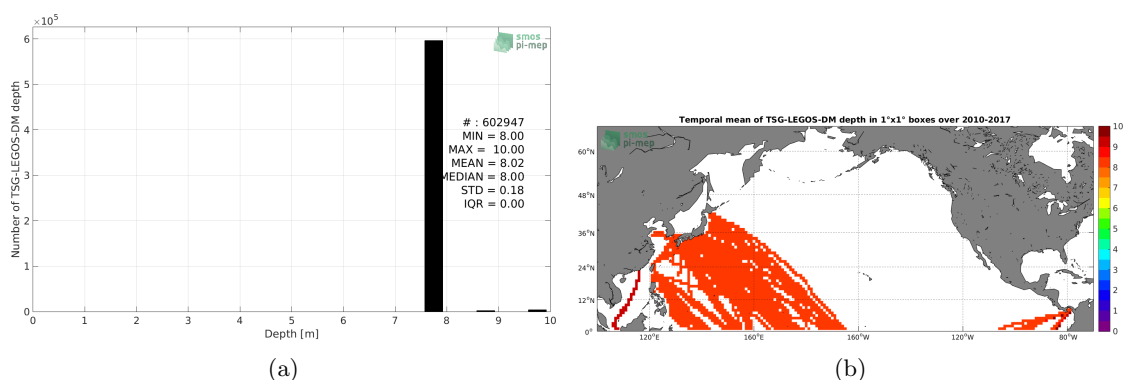 ×10⁵
6
5
4
3
2
1
0
Number of TSG-LEGOS-DM depth
smos
pi-mep
# : 602947
MIN = 8.00
MAX = 10.00
MEAN = 8.02
MEDIAN = 8.00
STD = 0.18
IQR = 0.00
0 1 2 3 4 5 6 7 8 9 10
Depth [m]
(a)
Temporal mean of TSG-LEGOS-DM depth in 1°x1° boxes over 2010-2017
smos
pi-mep
60°N
48°N
36°N
24°N
12°N
0°
120°E 160°E 160°W 120°W 80°W
10
9
8
7
6
5
4
3
2
1
0
(b)